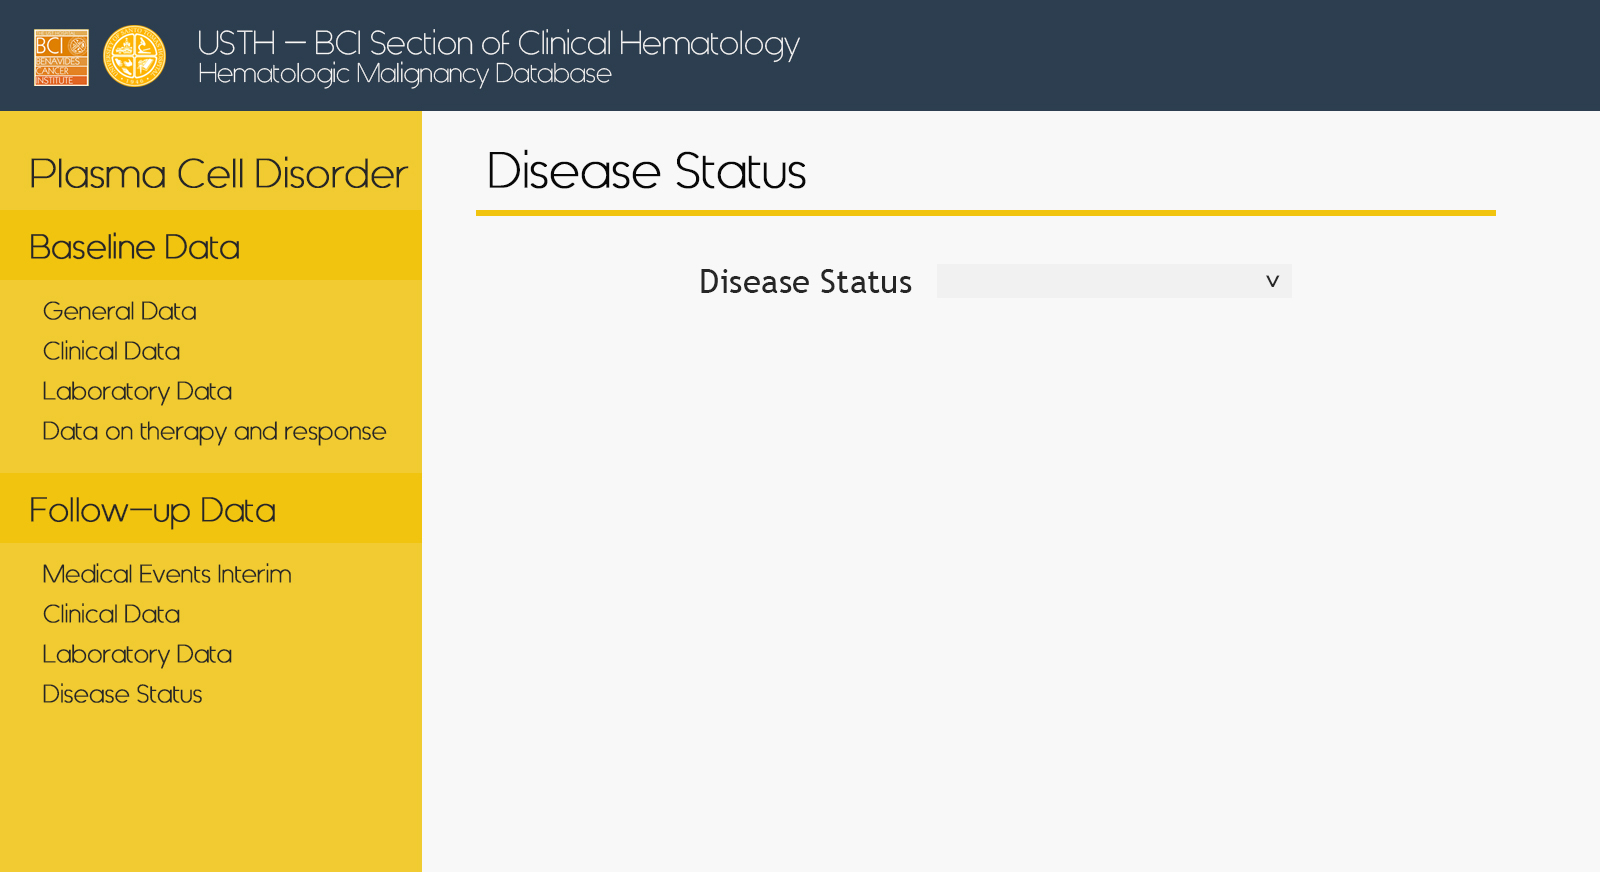 BCI
BENAVIDES
CANCER
INSTITUTE
USTH – BCI Section of Clinical Hematology
Hematologic Malignancy Database
Plasma Cell Disorder
Baseline Data
General Data
Clinical Data
Laboratory Data
Data on therapy and response
Follow-up Data
Medical Events Interim
Clinical Data
Laboratory Data
Disease Status
Disease Status
Disease Status